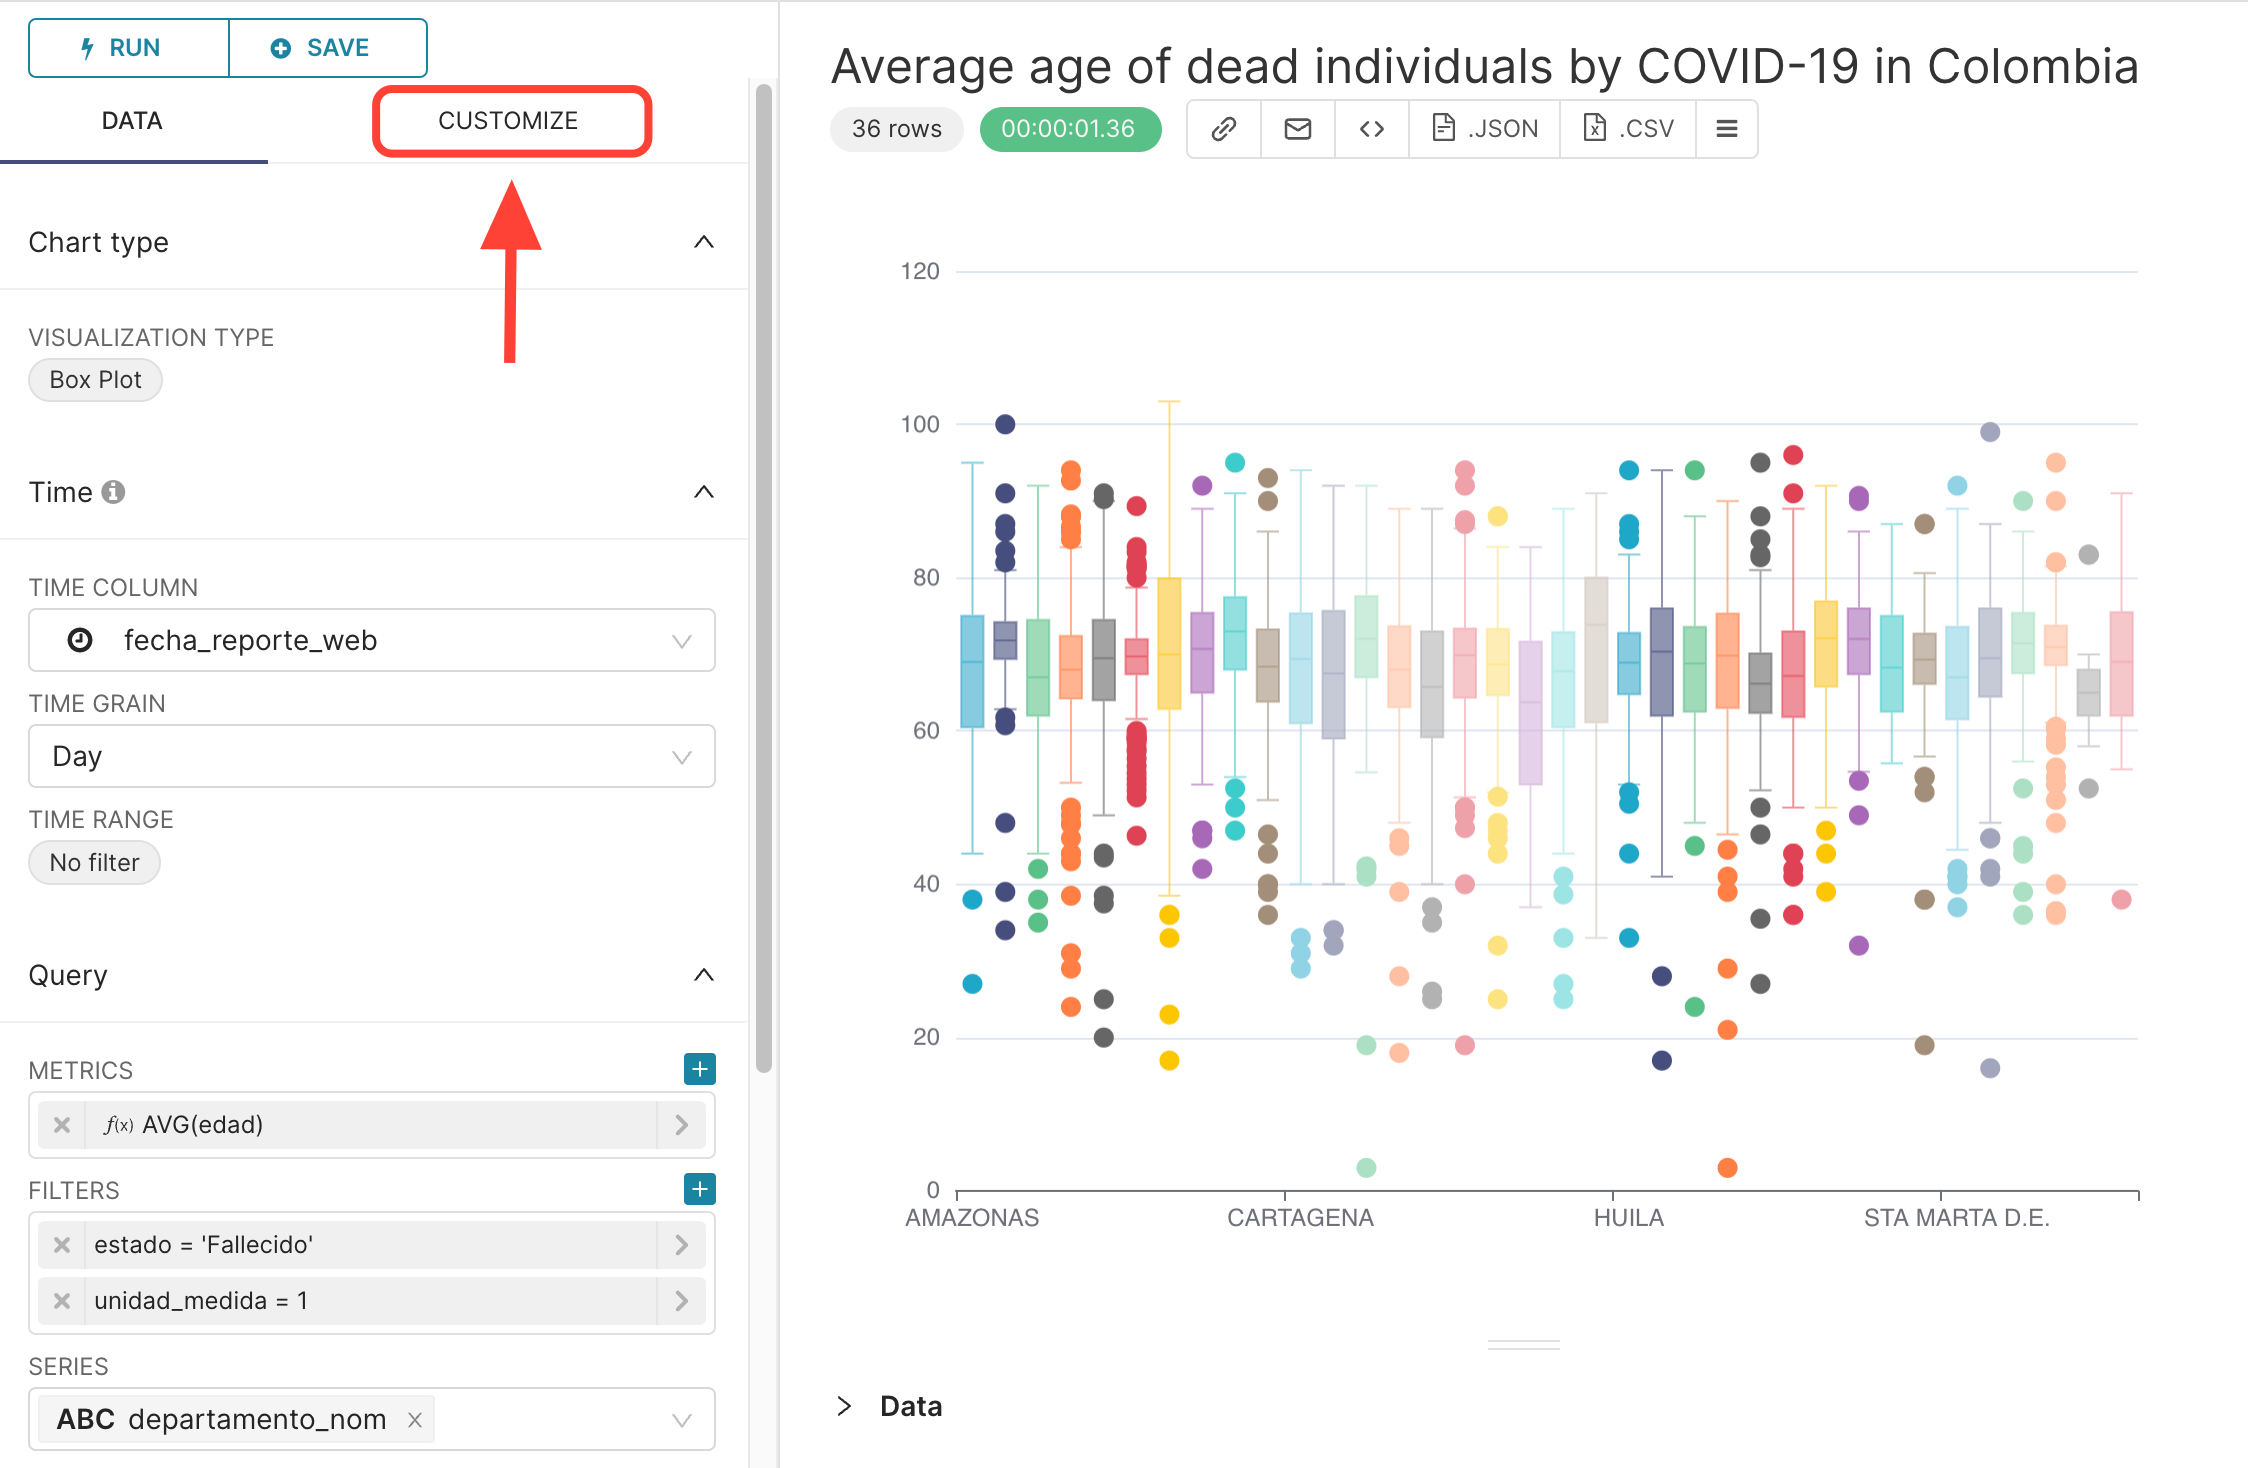 RUN
SAVE
DATA
CUSTOMIZE
Chart type
VISUALIZATION TYPE
Box Plot
Time
TIME COLUMN
fecha_reporte_web
TIME GRAIN
Day
TIME RANGE
No filter
Query
METRICS
f(x) AVG(edad)
FILTERS
estado = 'Fallecido'
unidad_medida = 1
SERIES
ABC departamento_nom
Average age of dead individuals by COVID-19 in Colombia
36 rows
00:00:01.36
.JSON
.CSV
120
100
80
60
40
20
0
AMAZONAS
CARTAGENA
HUILA
STA MARTA D.E.
Data